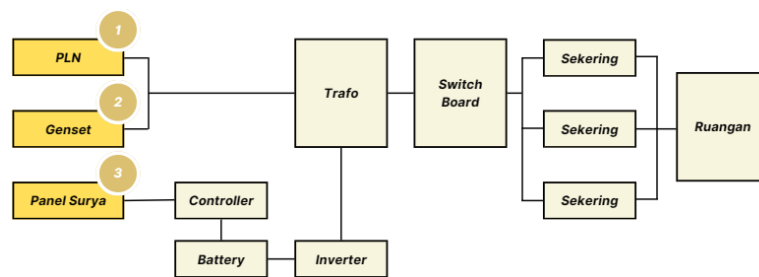 1
PLN
2
Genset
3
Panel Surya
Controller
Battery
Inverter
Trafo
Switch
Board
Sekering
Sekering
Sekering
Ruangan